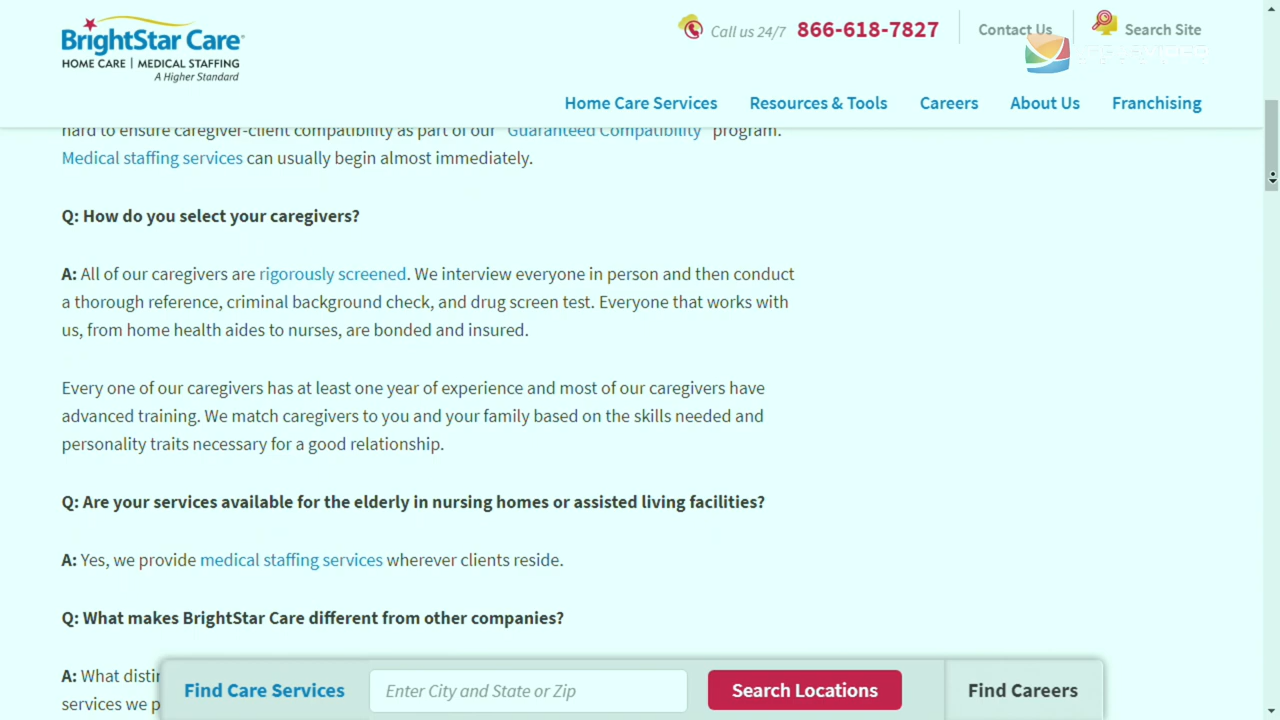 BrightStar Care
HOME CARE | MEDICAL STAFFING
A Higher Standard
Call us 24/7 866-618-7827
Contact Us
Search Site
Home Care Services
Resources & Tools
Careers
About Us
Franchising
hard to ensure caregiver-client compatibility as part of our "Guaranteed Compatibility" program.
Medical staffing services can usually begin almost immediately.
Q: How do you select your caregivers?
A: All of our caregivers are rigorously screened. We interview everyone in person and then conduct
a thorough reference, criminal background check, and drug screen test. Everyone that works with
us, from home health aides to nurses, are bonded and insured.
Every one of our caregivers has at least one year of experience and most of our caregivers have
advanced training. We match caregivers to you and your family based on the skills needed and
personality traits necessary for a good relationship.
Q: Are your services available for the elderly in nursing homes or assisted living facilities?
A: Yes, we provide medical staffing services wherever clients reside.
Q: What makes BrightStar Care different from other companies?
A: What distin
services we p
Find Care Services
Enter City and State or Zip
Search Locations
Find Careers